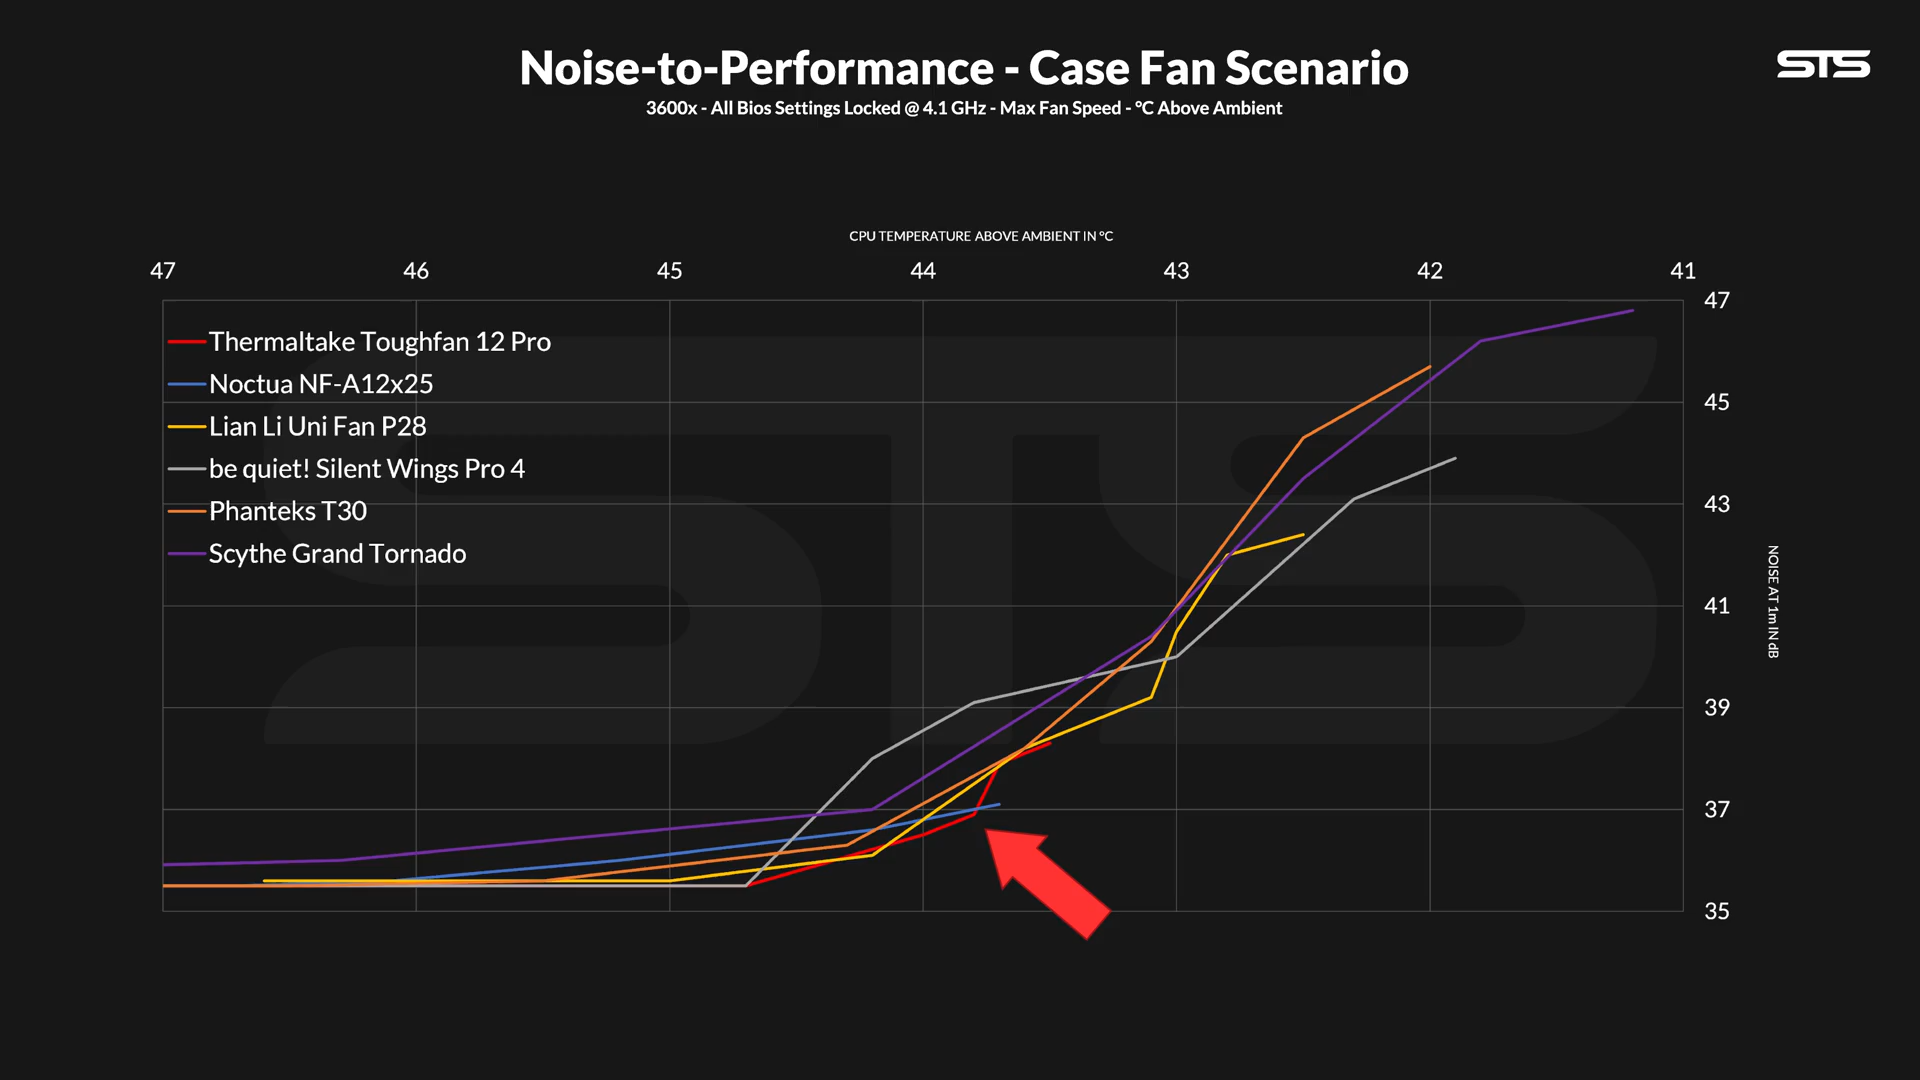 Noise-to-Performance - Case Fan Scenario
STS
3600x - All Bios Settings Locked @ 4.1 GHz - Max Fan Speed - °C Above Ambient
CPU TEMPERATURE ABOVE AMBIENT IN °C
47 46 45 44 43 42 41
47
Thermaltake Toughfan 12 Pro
Noctua NF-A12x25
45
Lian Li Uni Fan P28
be quiet! Silent Wings Pro 4
43
Phanteks T30
Scythe Grand Tornado
41
NOISE AT 1m IN dB
39
37
35
STS